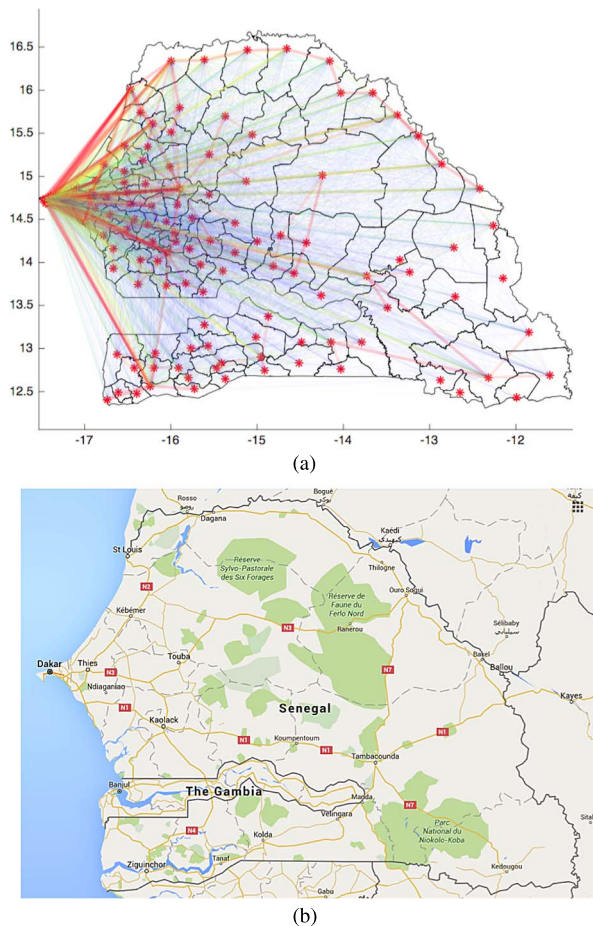 16.5
16
15.5
15
14.5
14
13.5
13
12.5
-17
-16
-15
-14
-13
-12
(a)
Rosso
روصو
Dagana
Bogué
Kaédi
St Louis
Réserve
Sylvo-Pastorale
des Six Forages
Thilogne
N2
Réserve de
Faune du
Ferlo Nord
Ouro Sogui
Kébémer
N3
Ranerou
Sélibaby
سيليبابي
Dakar
Thies
N3
Touba
Bakel
Ballou
N7
Ndiaganiao
Kayes
N1
Senegal
Kaolack
N1
Koumpentoum
N1
N1
Tambacounda
Banjul
The Gambia
Manda
N7
Velingara
N4
Kolda
Parc
National du
Niokolo-Koba
Tanaf
Ziguinchor
Kedougou
Gabu
(b)